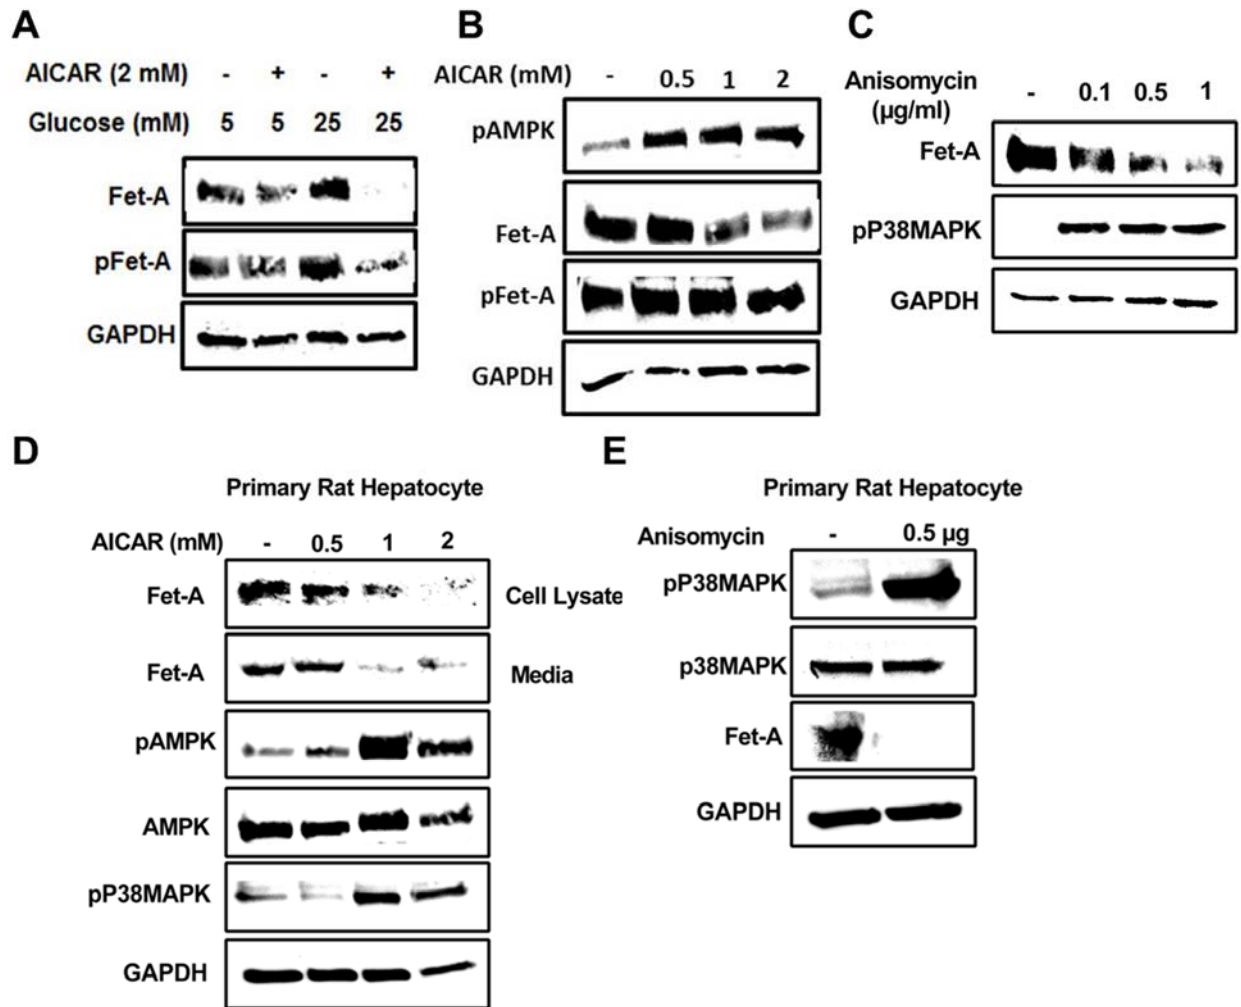 A
AICAR (2 mM) - + - +
Glucose (mM) 5 5 25 25
Fet-A
pFet-A
GAPDH
B
AICAR (mM) - 0.5 1 2
pAMPK
Fet-A
pFet-A
GAPDH
C
Anisomycin
(µg/ml) - 0.1 0.5 1
Fet-A
pP38MAPK
GAPDH
D
Primary Rat Hepatocyte
AICAR (mM) - 0.5 1 2
Fet-A Cell Lysate
Fet-A Media
pAMPK
AMPK
pP38MAPK
GAPDH
E
Primary Rat Hepatocyte
Anisomycin - 0.5 µg
pP38MAPK
p38MAPK
Fet-A
GAPDH